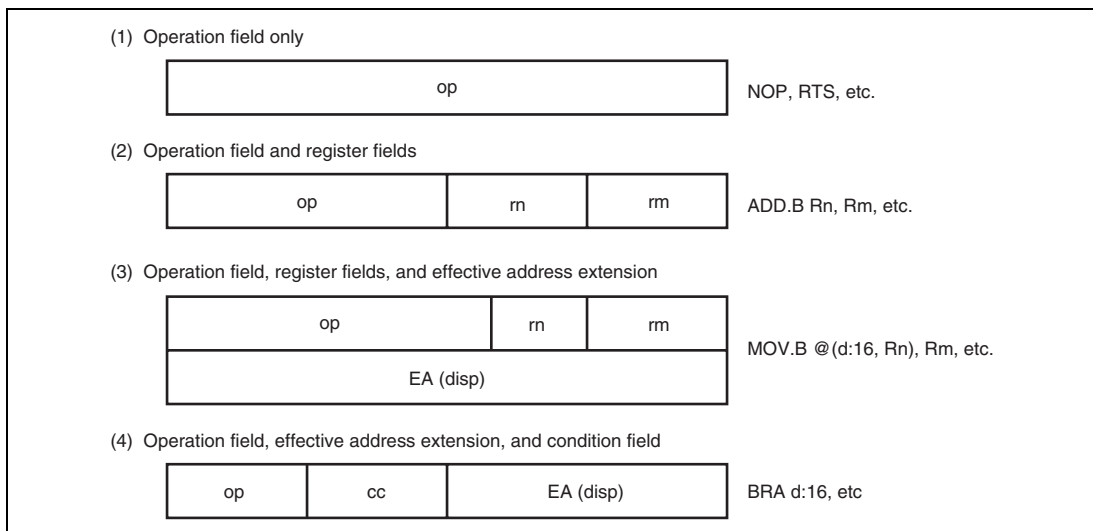 (1) Operation field only
op
NOP, RTS, etc.
(2) Operation field and register fields
op rn rm
ADD.B Rn, Rm, etc.
(3) Operation field, register fields, and effective address extension
op rn rm
EA (disp)
MOV.B @(d:16, Rn), Rm, etc.
(4) Operation field, effective address extension, and condition field
op cc EA (disp)
BRA d:16, etc